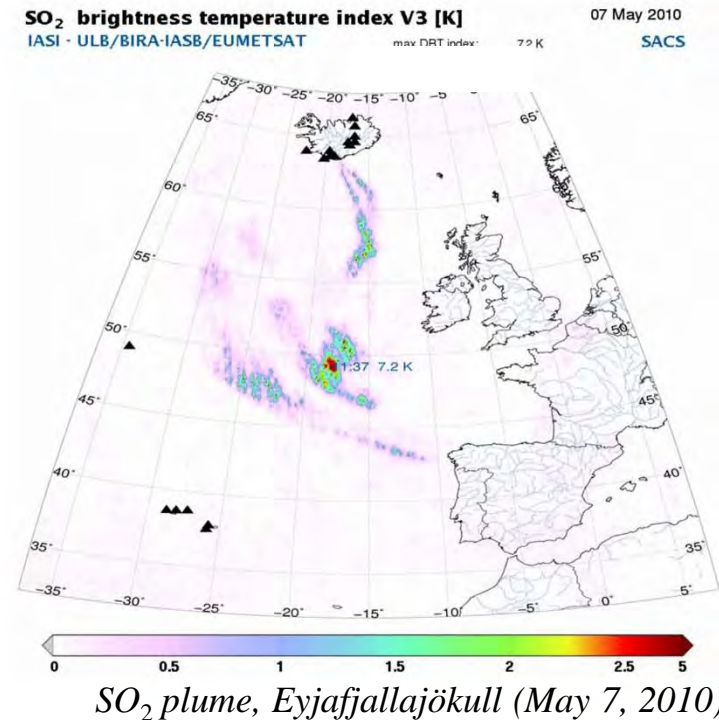 SO₂ brightness temperature index V3 [K] 07 May 2010
IASI - ULB/BIRA-IASB/EUMETSAT max DBT index: 7.2 K SACS
-35° -30° -25° -20° -15° -10° -5°
65° 65°
60°
55° 55°
50° 50°
11:37 7.2 K
45° 45°
40° 40°
35° 35°
-35° -30° -25° -20° -15° -10° -5° 0° 5°
0 0.5 1 1.5 2 2.5 5
SO₂ plume, Eyjafjallajökull (May 7, 2010)